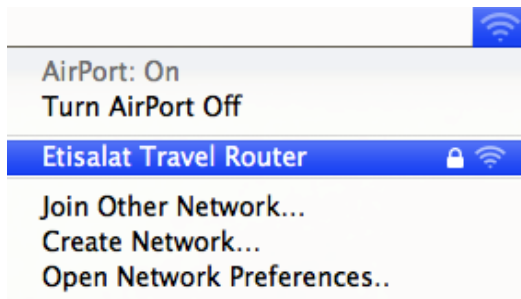 AirPort: On
Turn AirPort Off
Etisalat Travel Router
Join Other Network...
Create Network...
Open Network Preferences..